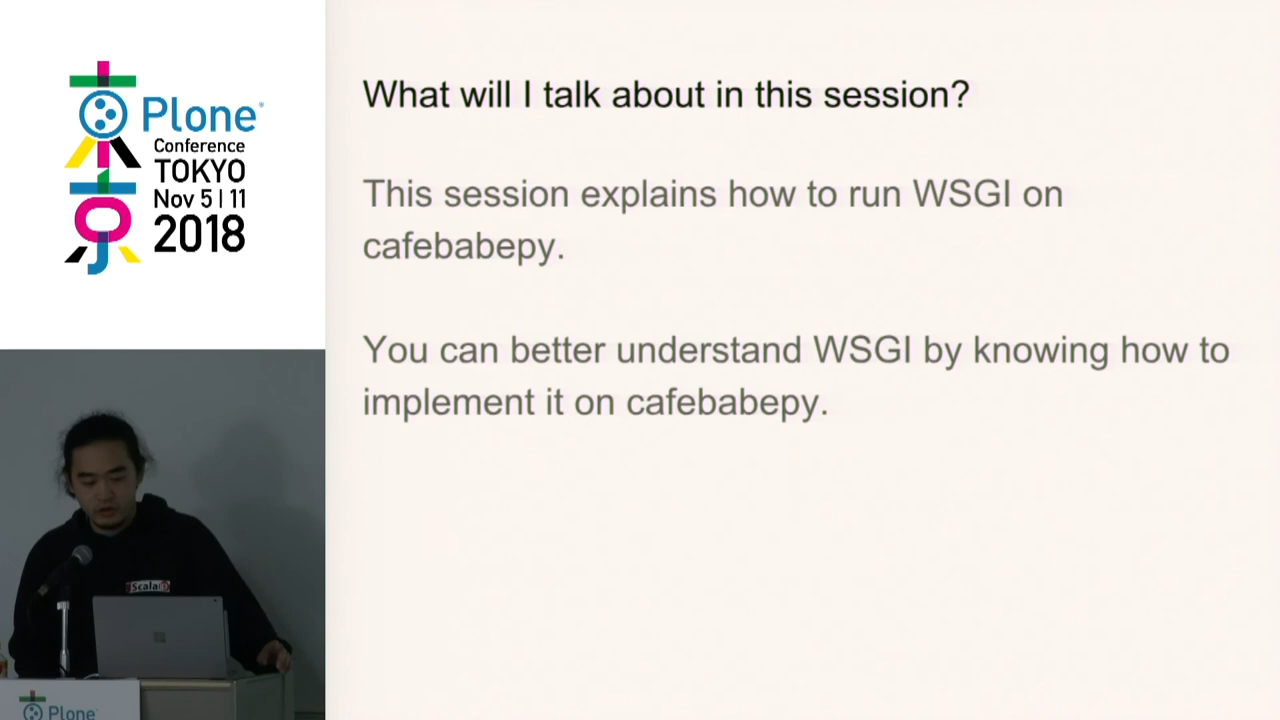 Plone®
Conference
TOKYO
Nov 5 | 11
2018
What will I talk about in this session?
This session explains how to run WSGI on
cafebabepy.
You can better understand WSGI by knowing how to
implement it on cafebabepy.
Scala
Plone